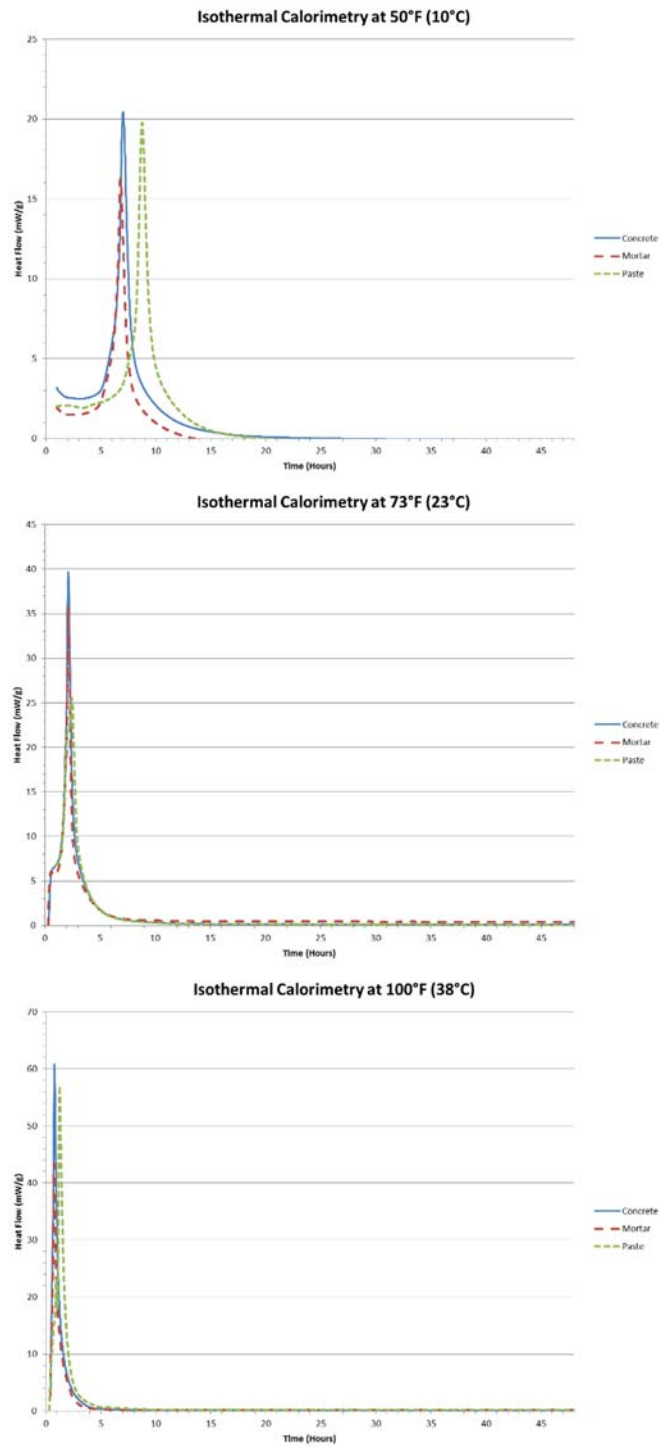 Isothermal Calorimetry at 50°F (10°C)
25
20
15
10
5
0
Heat Flow (mW/g)
0 5 10 15 20 25 30 35 40 45
Time (Hours)
Concrete
Mortar
Paste
Isothermal Calorimetry at 73°F (23°C)
45
40
35
30
25
20
15
10
5
0
Heat Flow (mW/g)
0 5 10 15 20 25 30 35 40 45
Time (Hours)
Concrete
Mortar
Paste
Isothermal Calorimetry at 100°F (38°C)
70
60
50
40
30
20
10
0
Heat Flow (mW/g)
0 5 10 15 20 25 30 35 40 45
Time (Hours)
Concrete
Mortar
Paste